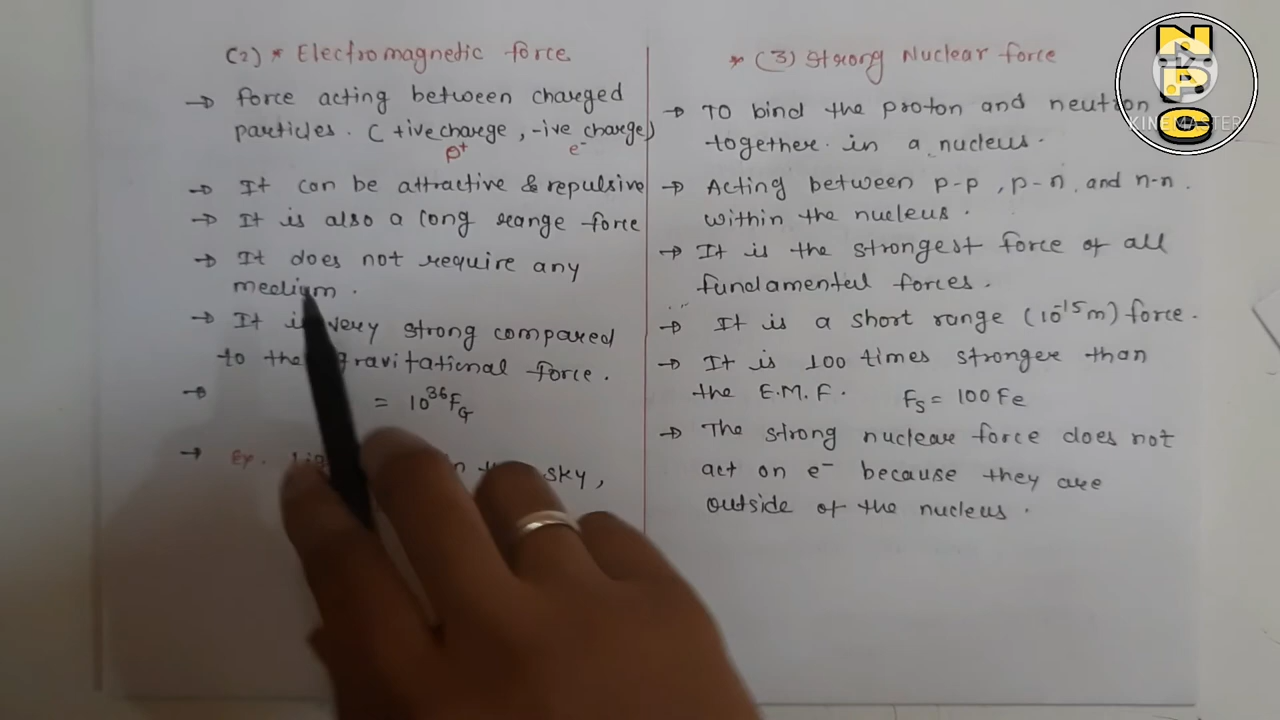 (2) * Electromagnetic force
→ force acting between charged
particles. (+ive charge, -ive charge)
p+ e-
→ It can be attractive & repulsive
→ It is also a long range force
→ It does not require any
medium.
→ It is very strong compared
to the gravitational force.
→ = 10³⁶F_G
→ Ex. sky,
* (3) Strong Nuclear force
→ To bind the proton and neutron
together in a nucleus.
→ Acting between p-p, p-n and n-n.
within the nucleus.
→ It is the strongest force of all
fundamental forces.
→ It is a short range (10⁻¹⁵m) force.
→ It is 100 times stronger than
the E.M.F. Fs = 100 Fe
→ The strong nuclear force does not
act on e⁻ because they are
outside of the nucleus.
NPC
KINEMASTER